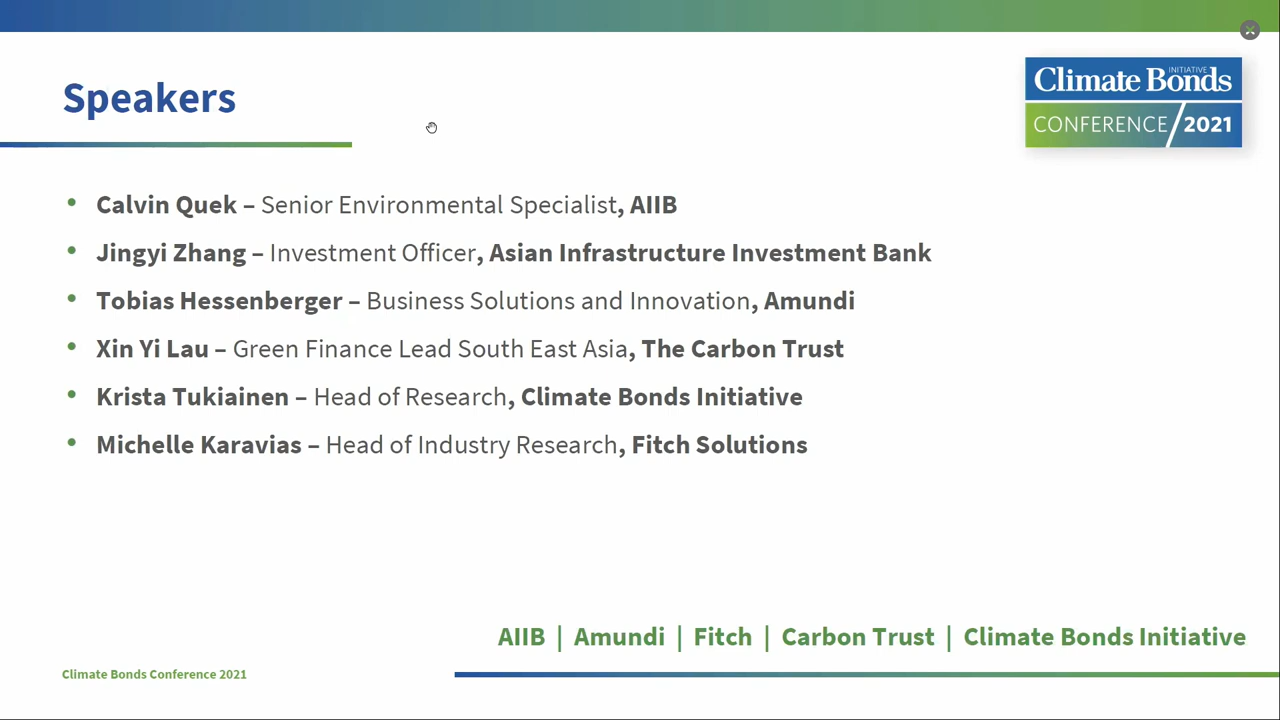 Speakers
Climate Bonds
INITIATIVE
CONFERENCE/2021
• Calvin Quek – Senior Environmental Specialist, AIIB
• Jingyi Zhang – Investment Officer, Asian Infrastructure Investment Bank
• Tobias Hessenberger – Business Solutions and Innovation, Amundi
• Xin Yi Lau – Green Finance Lead South East Asia, The Carbon Trust
• Krista Tukiainen – Head of Research, Climate Bonds Initiative
• Michelle Karavias – Head of Industry Research, Fitch Solutions
AIIB | Amundi | Fitch | Carbon Trust | Climate Bonds Initiative
Climate Bonds Conference 2021